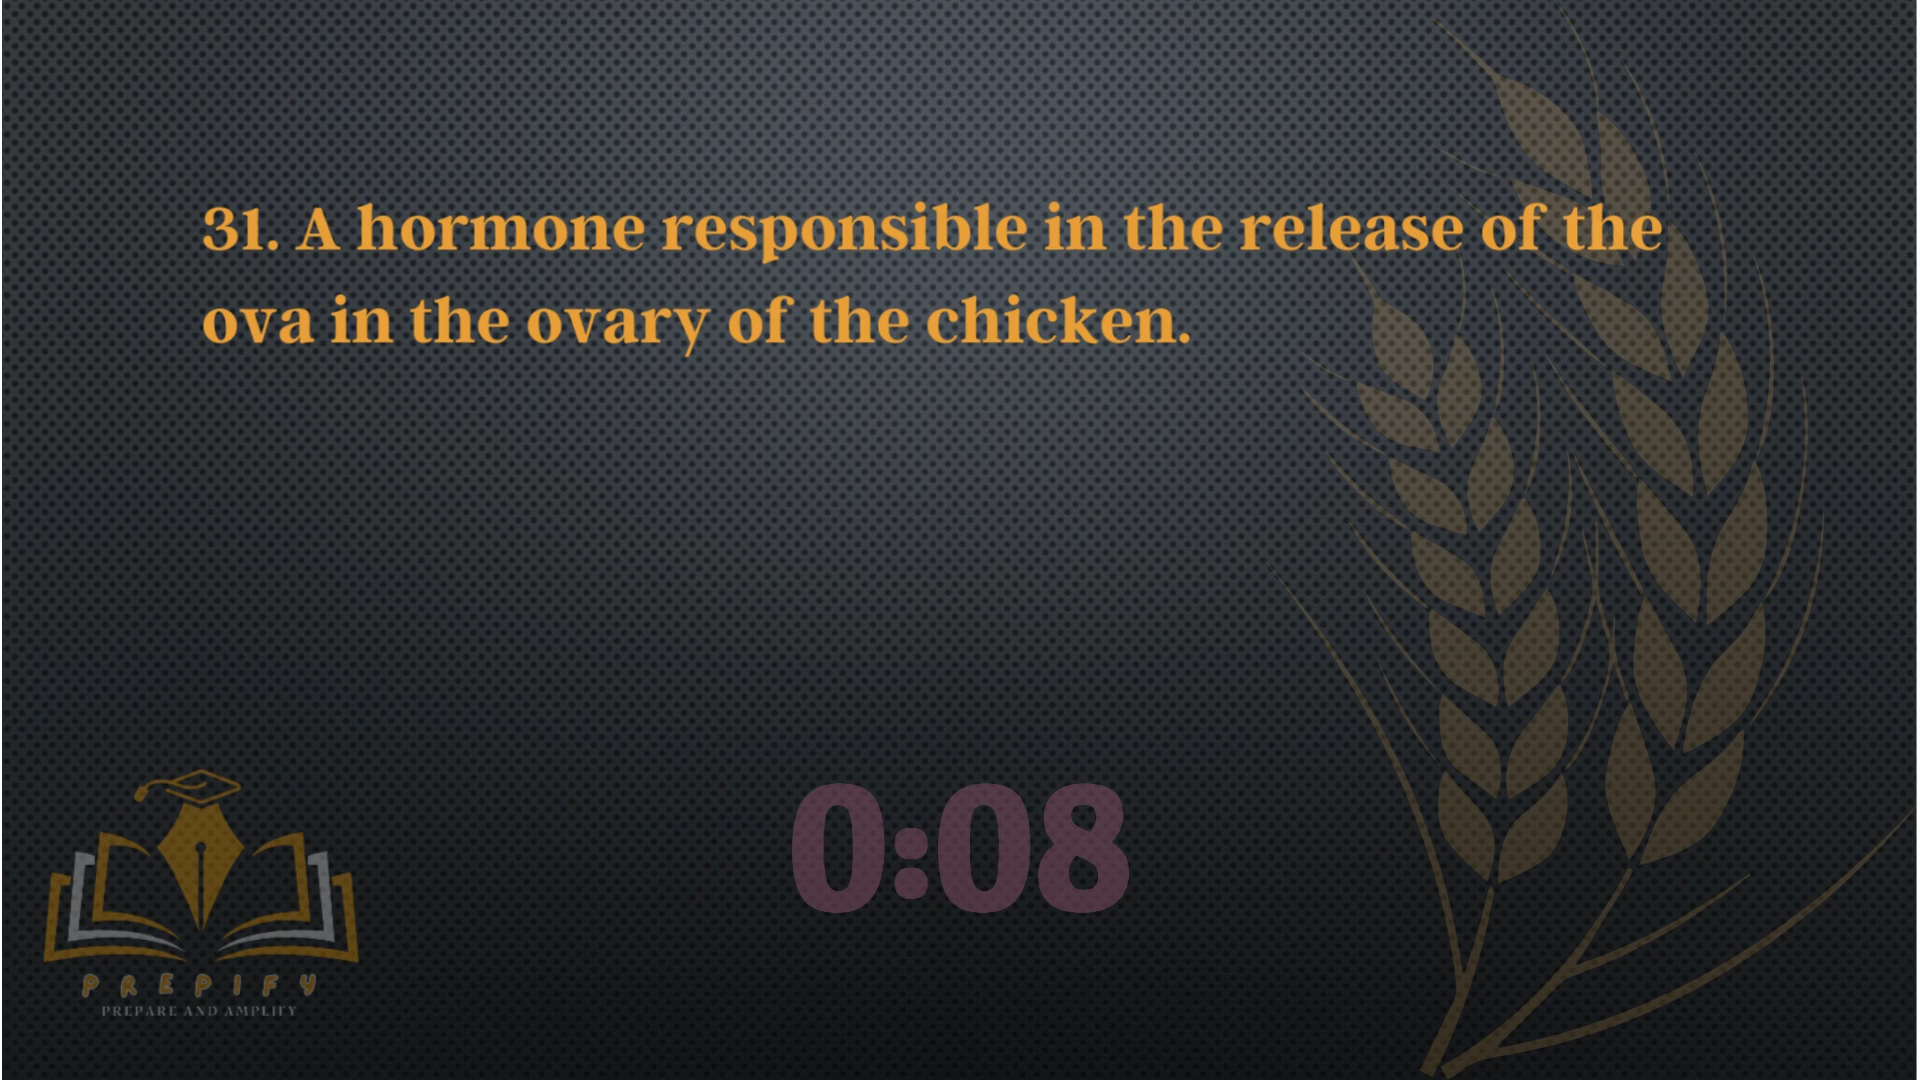 31. A hormone responsible in the release of the
ova in the ovary of the chicken.
0:08
PREPIFY
PREPARE AND AMPLIFY